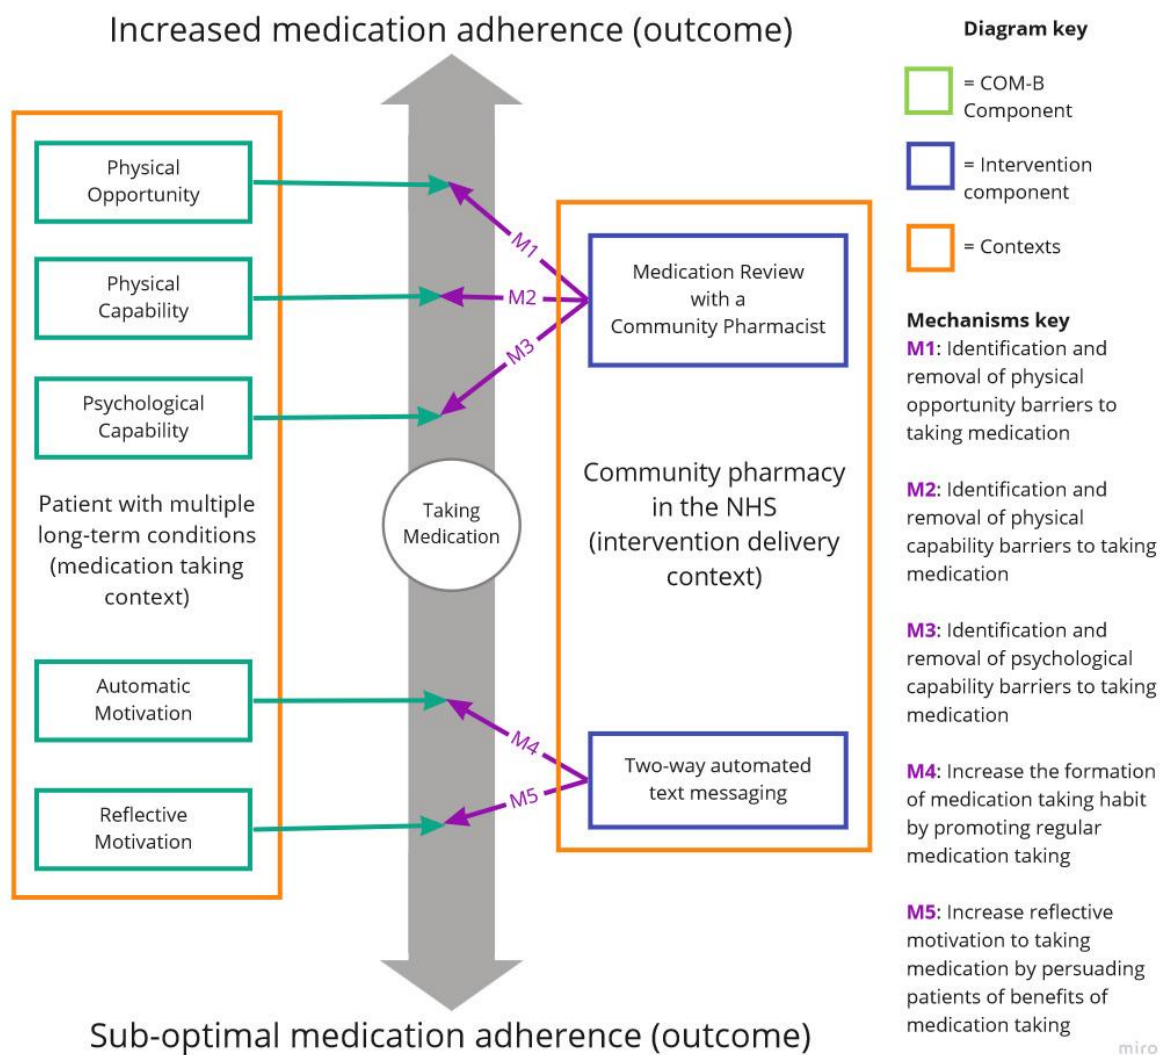 Increased medication adherence (outcome)
Physical
Opportunity
Physical
Capability
Psychological
Capability
Patient with multiple
long-term conditions
(medication taking
context)
Automatic
Motivation
Reflective
Motivation
Taking
Medication
M1
M2
M3
M4
M5
Medication Review
with a
Community Pharmacist
Community pharmacy
in the NHS
(intervention delivery
context)
Two-way automated
text messaging
Sub-optimal medication adherence (outcome)
Diagram key
= COM-B
Component
= Intervention
component
= Contexts
Mechanisms key
M1: Identification and
removal of physical
opportunity barriers to
taking medication
M2: Identification and
removal of physical
capability barriers to taking
medication
M3: Identification and
removal of psychological
capability barriers to taking
medication
M4: Increase the formation
of medication taking habit
by promoting regular
medication taking
M5: Increase reflective
motivation to taking
medication by persuading
patients of benefits of
medication taking
miro